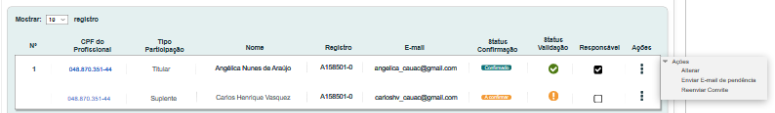 Mostrar: 10 registro
Nº CPF do Profissional Tipo Participação Nome Registro E-mail Status Confirmação Status Validação Responsável Ações
1 048.870.351-44 Titular Angélica Nunes de Araújo A158501-0 angelica_cauac@gmail.com Confirmado
048.870.351-44 Suplente Carlos Henrique Vasquez A158501-0 carloshv_cauac@gmail.com A confirmar
Ações
Alterar
Enviar E-mail de pendência
Reenviar Convite